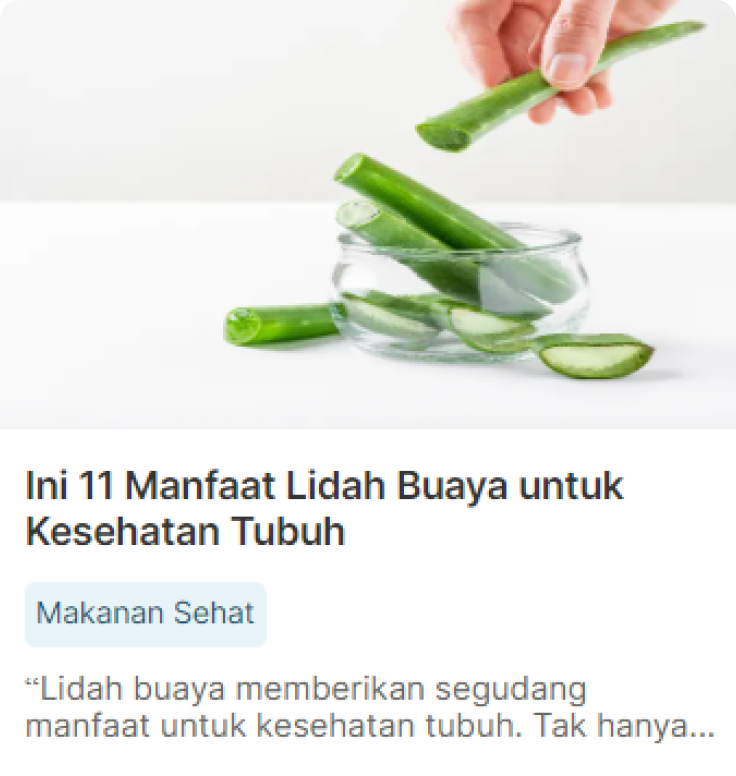 Ini 11 Manfaat Lidah Buaya untuk
Kesehatan Tubuh
Makanan Sehat
“Lidah buaya memberikan segudang
manfaat untuk kesehatan tubuh. Tak hanya...